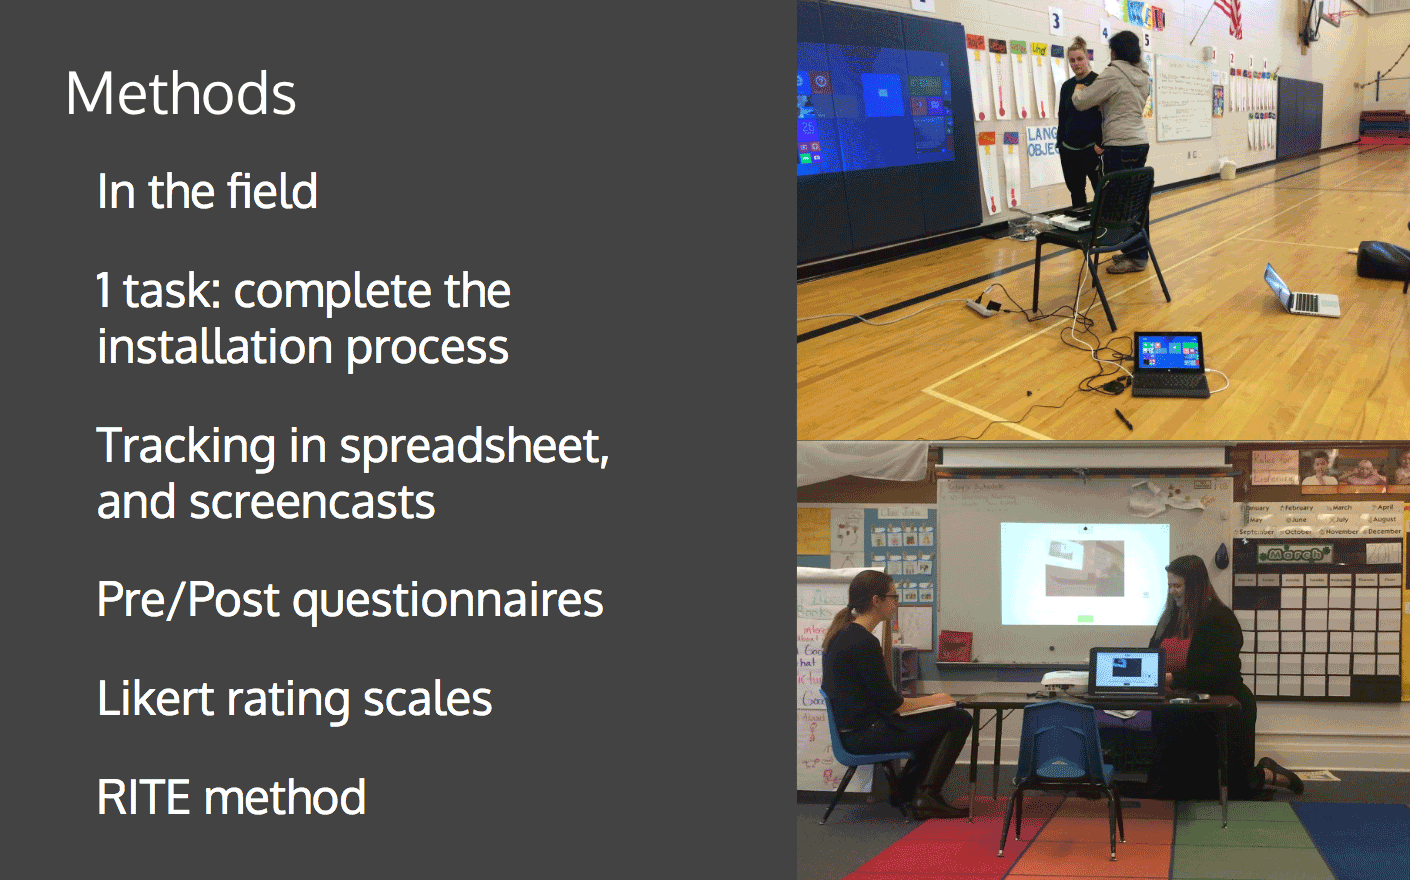 Methods
In the field
1 task: complete the
installation process
Tracking in spreadsheet,
and screencasts
Pre/Post questionnaires
Likert rating scales
RITE method
3
4
5
LANG
OBJE
January February March April
May June July August
September October November December
March